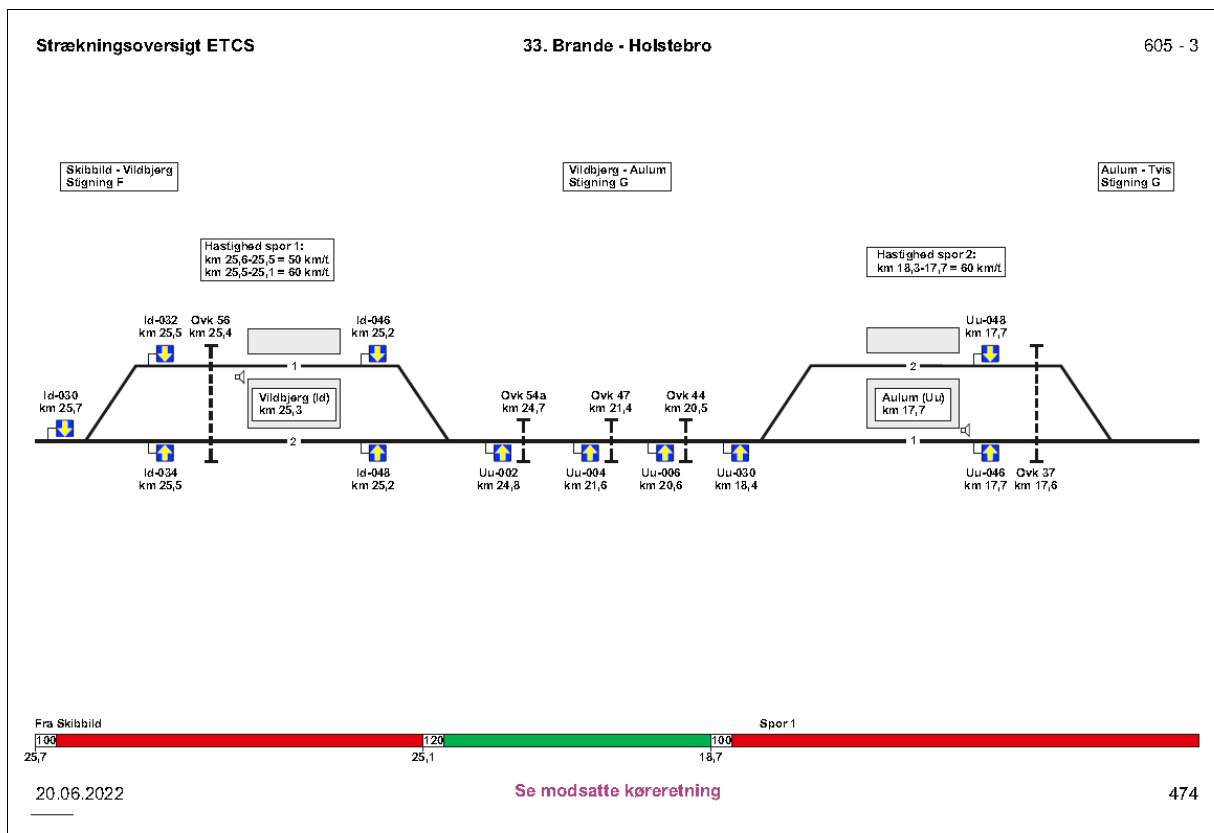 Strækningsoversigt ETCS
33. Brande - Holstebro
605 - 3
Skibbild - Vildbjerg
Stigning F
Vildbjerg - Aulum
Stigning G
Aulum - Tvis
Stigning G
Hastighed spor 1:
km 25,6-25,5 = 50 km/t
km 25,5-25,1 = 60 km/t
Hastighed spor 2:
km 18,3-17,7 = 60 km/t
Id-032
km 25,5
Ovk 56
km 25,4
Id-046
km 25,2
Uu-048
km 17,7
1
2
Id-030
km 25,7
Vildbjerg (Id)
km 25,3
Ovk 54a
km 24,7
Ovk 47
km 21,4
Ovk 44
km 20,5
Aulum (Uu)
km 17,7
2
1
Id-034
km 25,5
Id-048
km 25,2
Uu-002
km 24,8
Uu-004
km 21,6
Uu-006
km 20,6
Uu-030
km 18,4
Uu-046
km 17,7
Ovk 37
km 17,6
Fra Skibbild
Spor 1
100
120
100
25,7
25,1
18,7
20.06.2022
Se modsatte køreretning
474